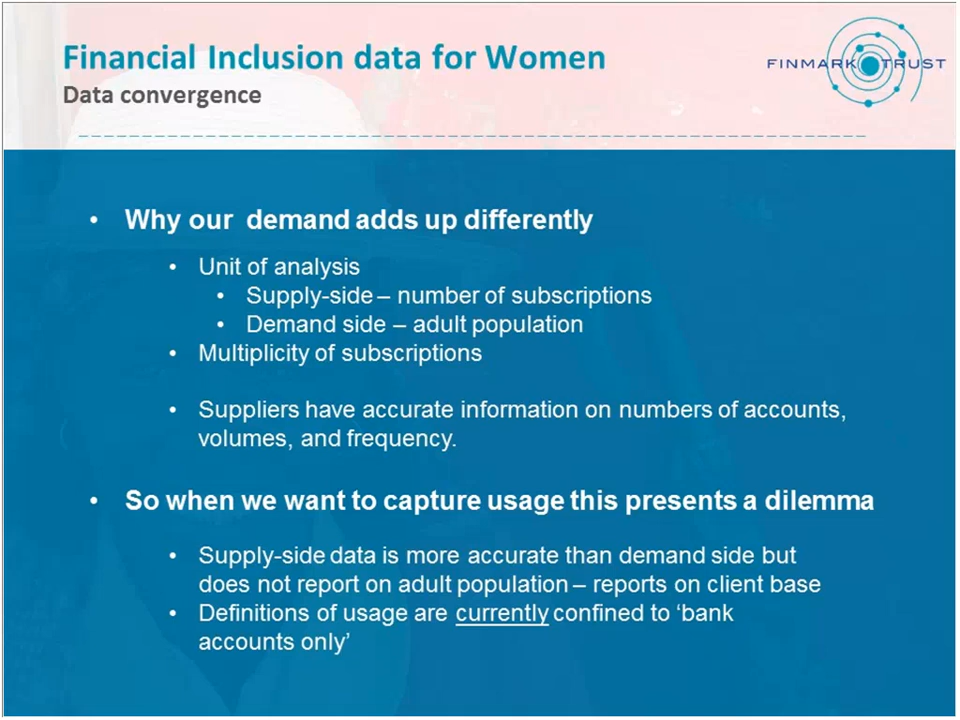 Financial Inclusion data for Women
Data convergence
FINMARK TRUST
• Why our demand adds up differently
• Unit of analysis
• Supply-side – number of subscriptions
• Demand side – adult population
• Multiplicity of subscriptions
• Suppliers have accurate information on numbers of accounts,
volumes, and frequency.
• So when we want to capture usage this presents a dilemma
• Supply-side data is more accurate than demand side but
does not report on adult population – reports on client base
• Definitions of usage are currently confined to ‘bank
accounts only’